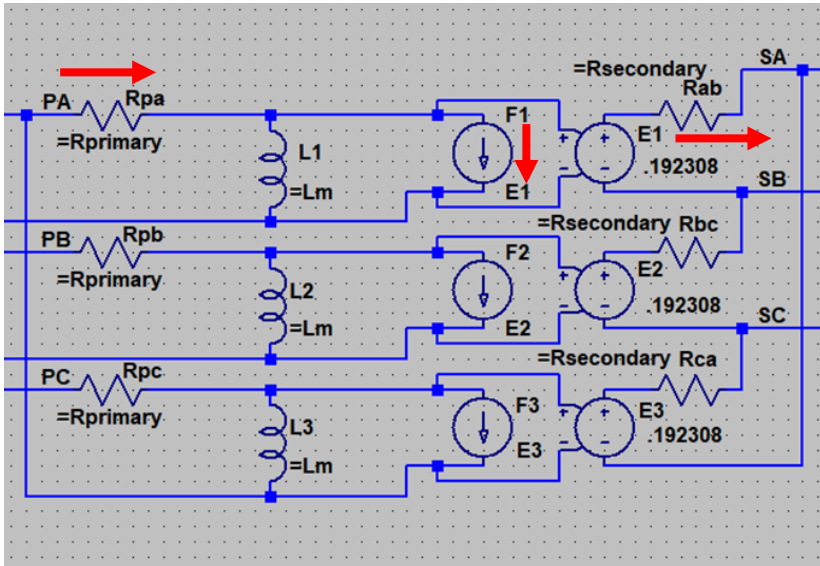 SA
=Rsecondary
Rab
PA
Rpa
=Rprimary
F1
+
+
E1
L1
=Lm
E1
-
-
.192308
SB
=Rsecondary
Rbc
PB
Rpb
=Rprimary
F2
+
+
E2
L2
=Lm
E2
-
-
.192308
SC
=Rsecondary
Rca
PC
Rpc
=Rprimary
F3
+
+
E3
L3
=Lm
E3
-
-
.192308